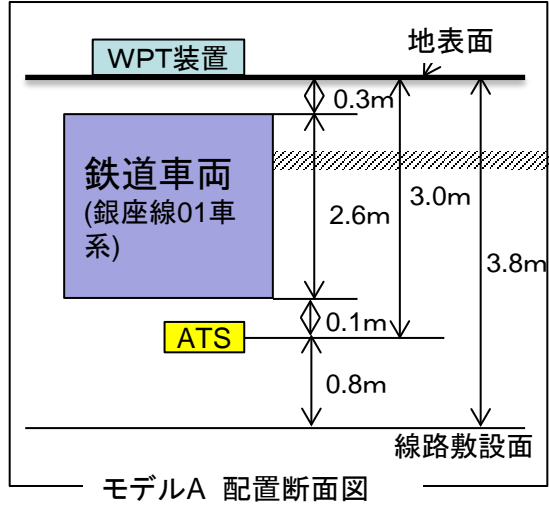 WPT装置
地表面
0.3m
鉄道車両
(銀座線01車
系)
2.6m
3.0m
3.8m
0.1m
ATS
0.8m
線路敷設面
モデルA 配置断面図